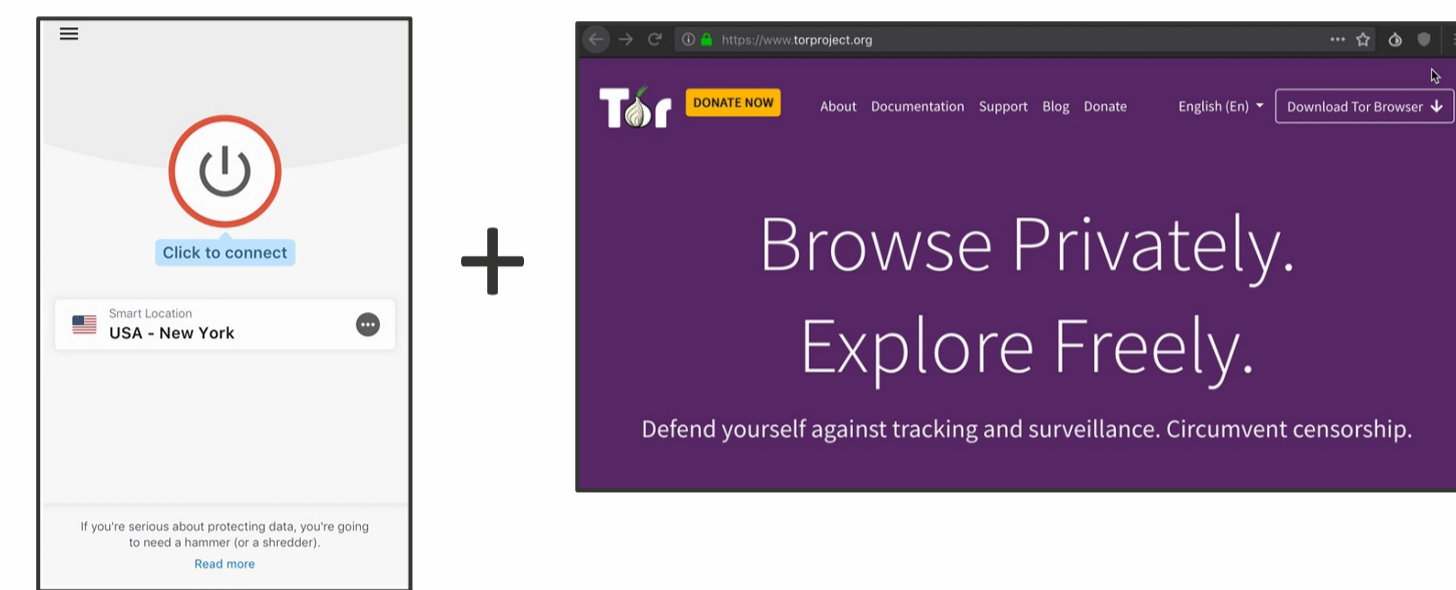 Click to connect
Smart Location
USA - New York
If you're serious about protecting data, you're going
to need a hammer (or a shredder).
Read more
+
https://www.torproject.org
Tor
DONATE NOW
About Documentation Support Blog Donate
English (En)
Download Tor Browser
Browse Privately.
Explore Freely.
Defend yourself against tracking and surveillance. Circumvent censorship.